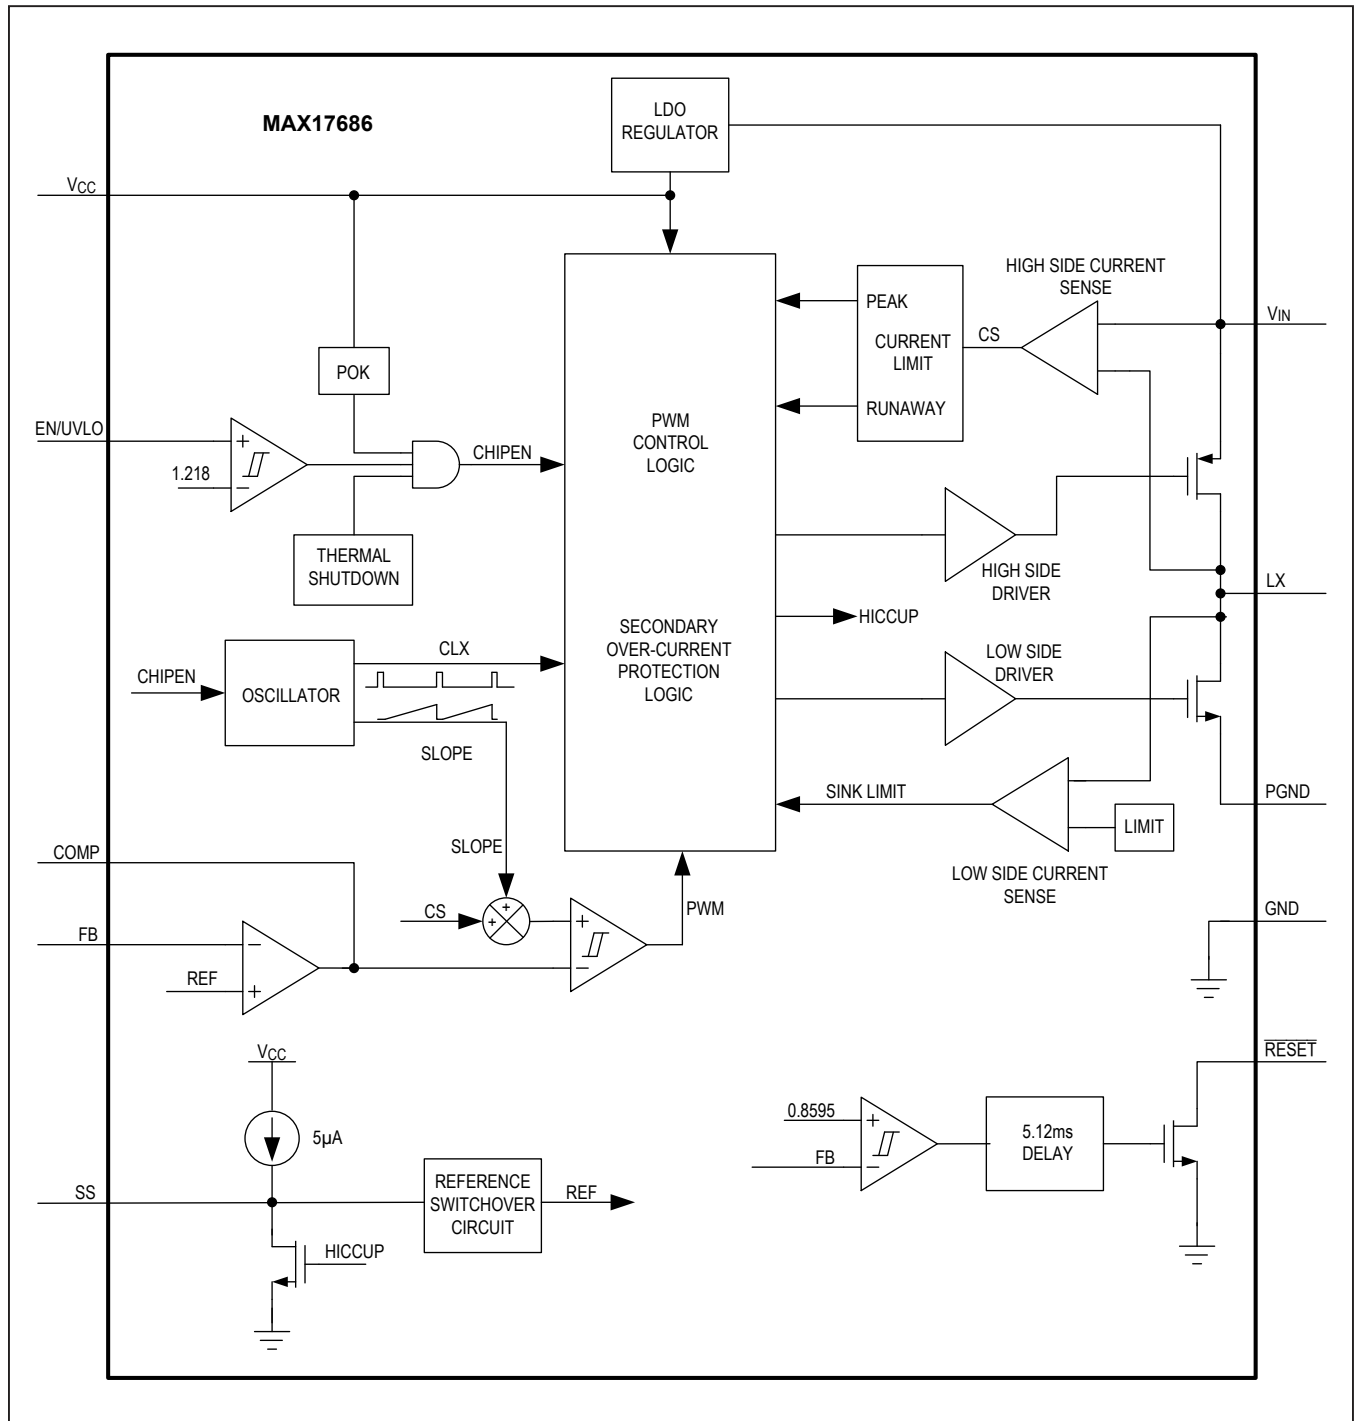 LDO
REGULATOR
MAX17686
VCC
HIGH SIDE CURRENT
SENSE
PEAK
VIN
CURRENT
LIMIT
CS
POK
RUNAWAY
EN/UVLO
+
1.218
−
CHIPEN
PWM
CONTROL
LOGIC
THERMAL
SHUTDOWN
HIGH SIDE
DRIVER
LX
HICCUP
SECONDARY
OVER-CURRENT
PROTECTION
LOGIC
CLX
CHIPEN
OSCILLATOR
LOW SIDE
DRIVER
SLOPE
SINK LIMIT
PGND
LIMIT
COMP
SLOPE
LOW SIDE CURRENT
SENSE
+
CS
+
+
PWM
GND
FB
−
−
REF
+
VCC
RESET
5µA
0.8595
+
5.12ms
DELAY
FB
−
SS
REFERENCE
SWITCHOVER
CIRCUIT
REF
HICCUP